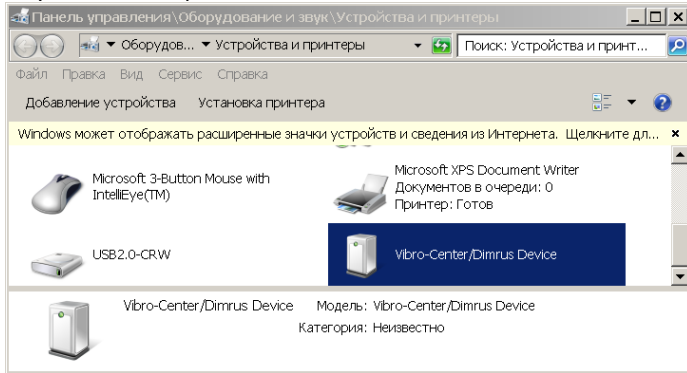 Панель управления\Оборудование и звук\Устройства и принтеры
Оборудов... Устройства и принтеры Поиск: Устройства и принт...
Файл Правка Вид Сервис Справка
Добавление устройства Установка принтера
Windows может отображать расширенные значки устройств и сведения из Интернета. Щелкните дл...
Microsoft 3-Button Mouse with
IntelliEye(TM)
Microsoft XPS Document Writer
Документов в очереди: 0
Принтер: Готов
USB2.0-CRW
Vibro-Center/Dimrus Device
Vibro-Center/Dimrus Device Модель: Vibro-Center/Dimrus Device
Категория: Неизвестно